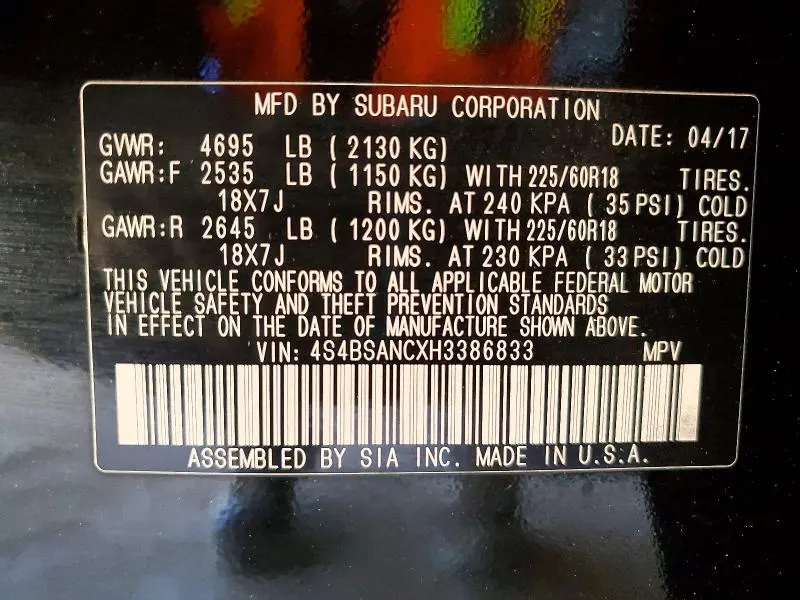 MFD BY SUBARU CORPORATION
GVWR: 4695 LB ( 2130 KG) DATE: 04/17
GAWR:F 2535 LB ( 1150 KG) WITH 225/60R18 TIRES.
18X7J RIMS. AT 240 KPA ( 35 PSI) COLD
GAWR:R 2645 LB ( 1200 KG) WITH 225/60R18 TIRES.
18X7J RIMS. AT 230 KPA ( 33 PSI) COLD
THIS VEHICLE CONFORMS TO ALL APPLICABLE FEDERAL MOTOR
VEHICLE SAFETY AND THEFT PREVENTION STANDARDS
IN EFFECT ON THE DATE OF MANUFACTURE SHOWN ABOVE.
VIN: 4S4BSANCXH3386833 MPV
ASSEMBLED BY SIA INC. MADE IN U.S.A.